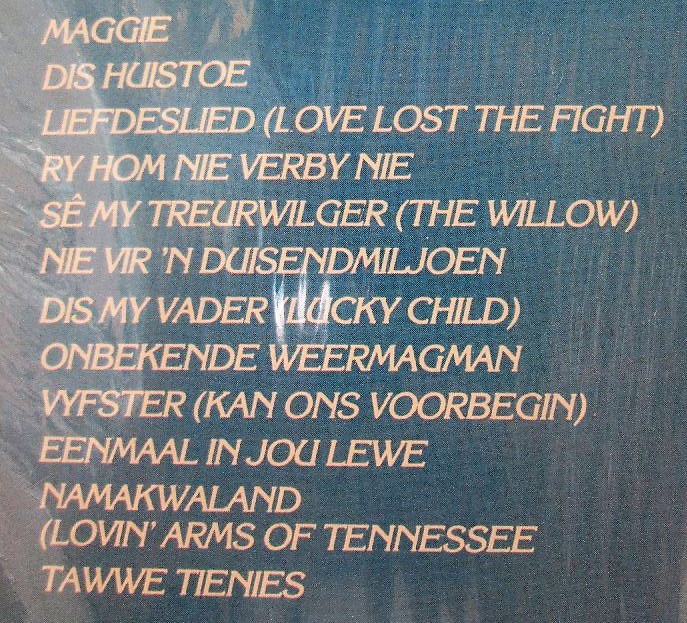 MAGGIE
DIS HUISTOE
LIEFDESLIED (LOVE LOST THE FIGHT)
RY HOM NIE VERBY NIE
SÊ MY TREURWILGER (THE WILLOW)
NIE VIR 'N DUISENDMILJOEN
DIS MY VADER (LUCKY CHILD)
ONBEKENDE WEERMAGMAN
VYFSTER (KAN ONS VOORBEGIN)
EENMAAL IN JOU LEWE
NAMAKWALAND
(LOVIN' ARMS OF TENNESSEE
TAWWE TIENIES